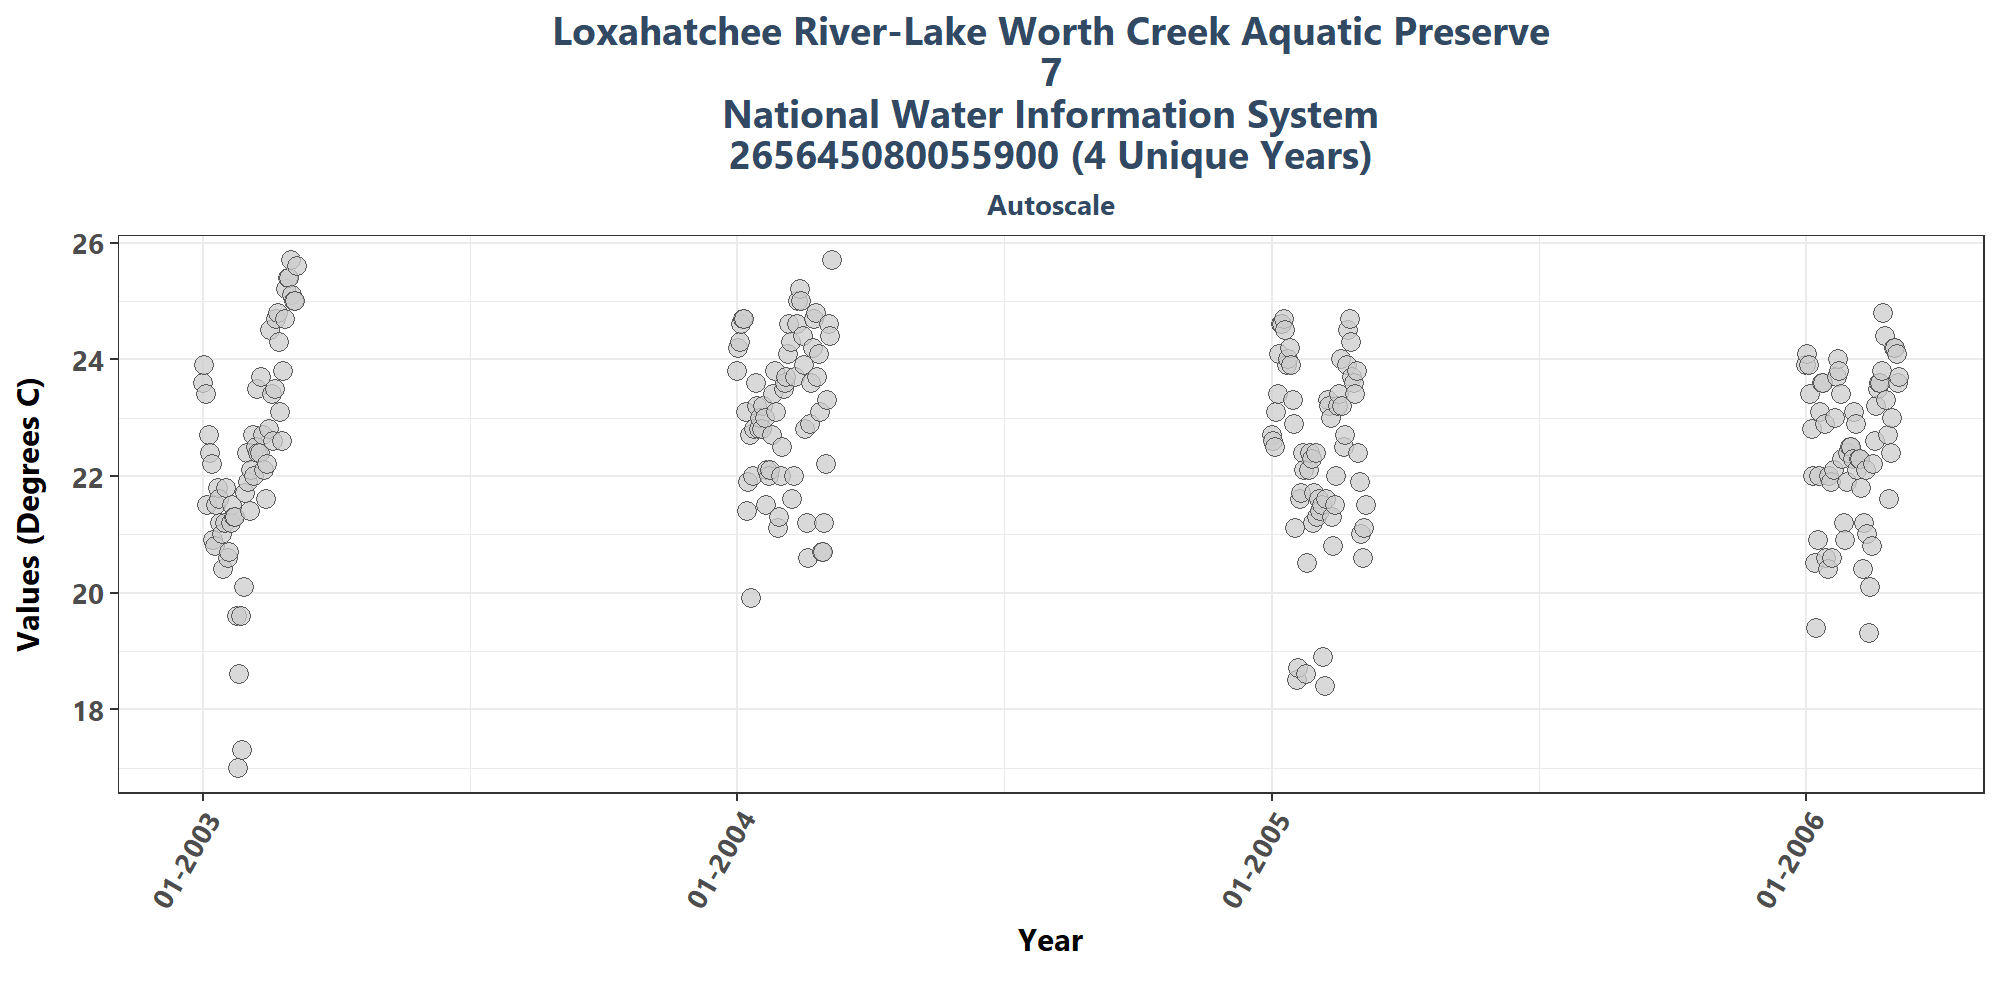 Loxahatchee River-Lake Worth Creek Aquatic Preserve
7
National Water Information System
265645080055900 (4 Unique Years)
Autoscale
Values (Degrees C)
26
24
22
20
18
01-2003
01-2004
01-2005
01-2006
Year